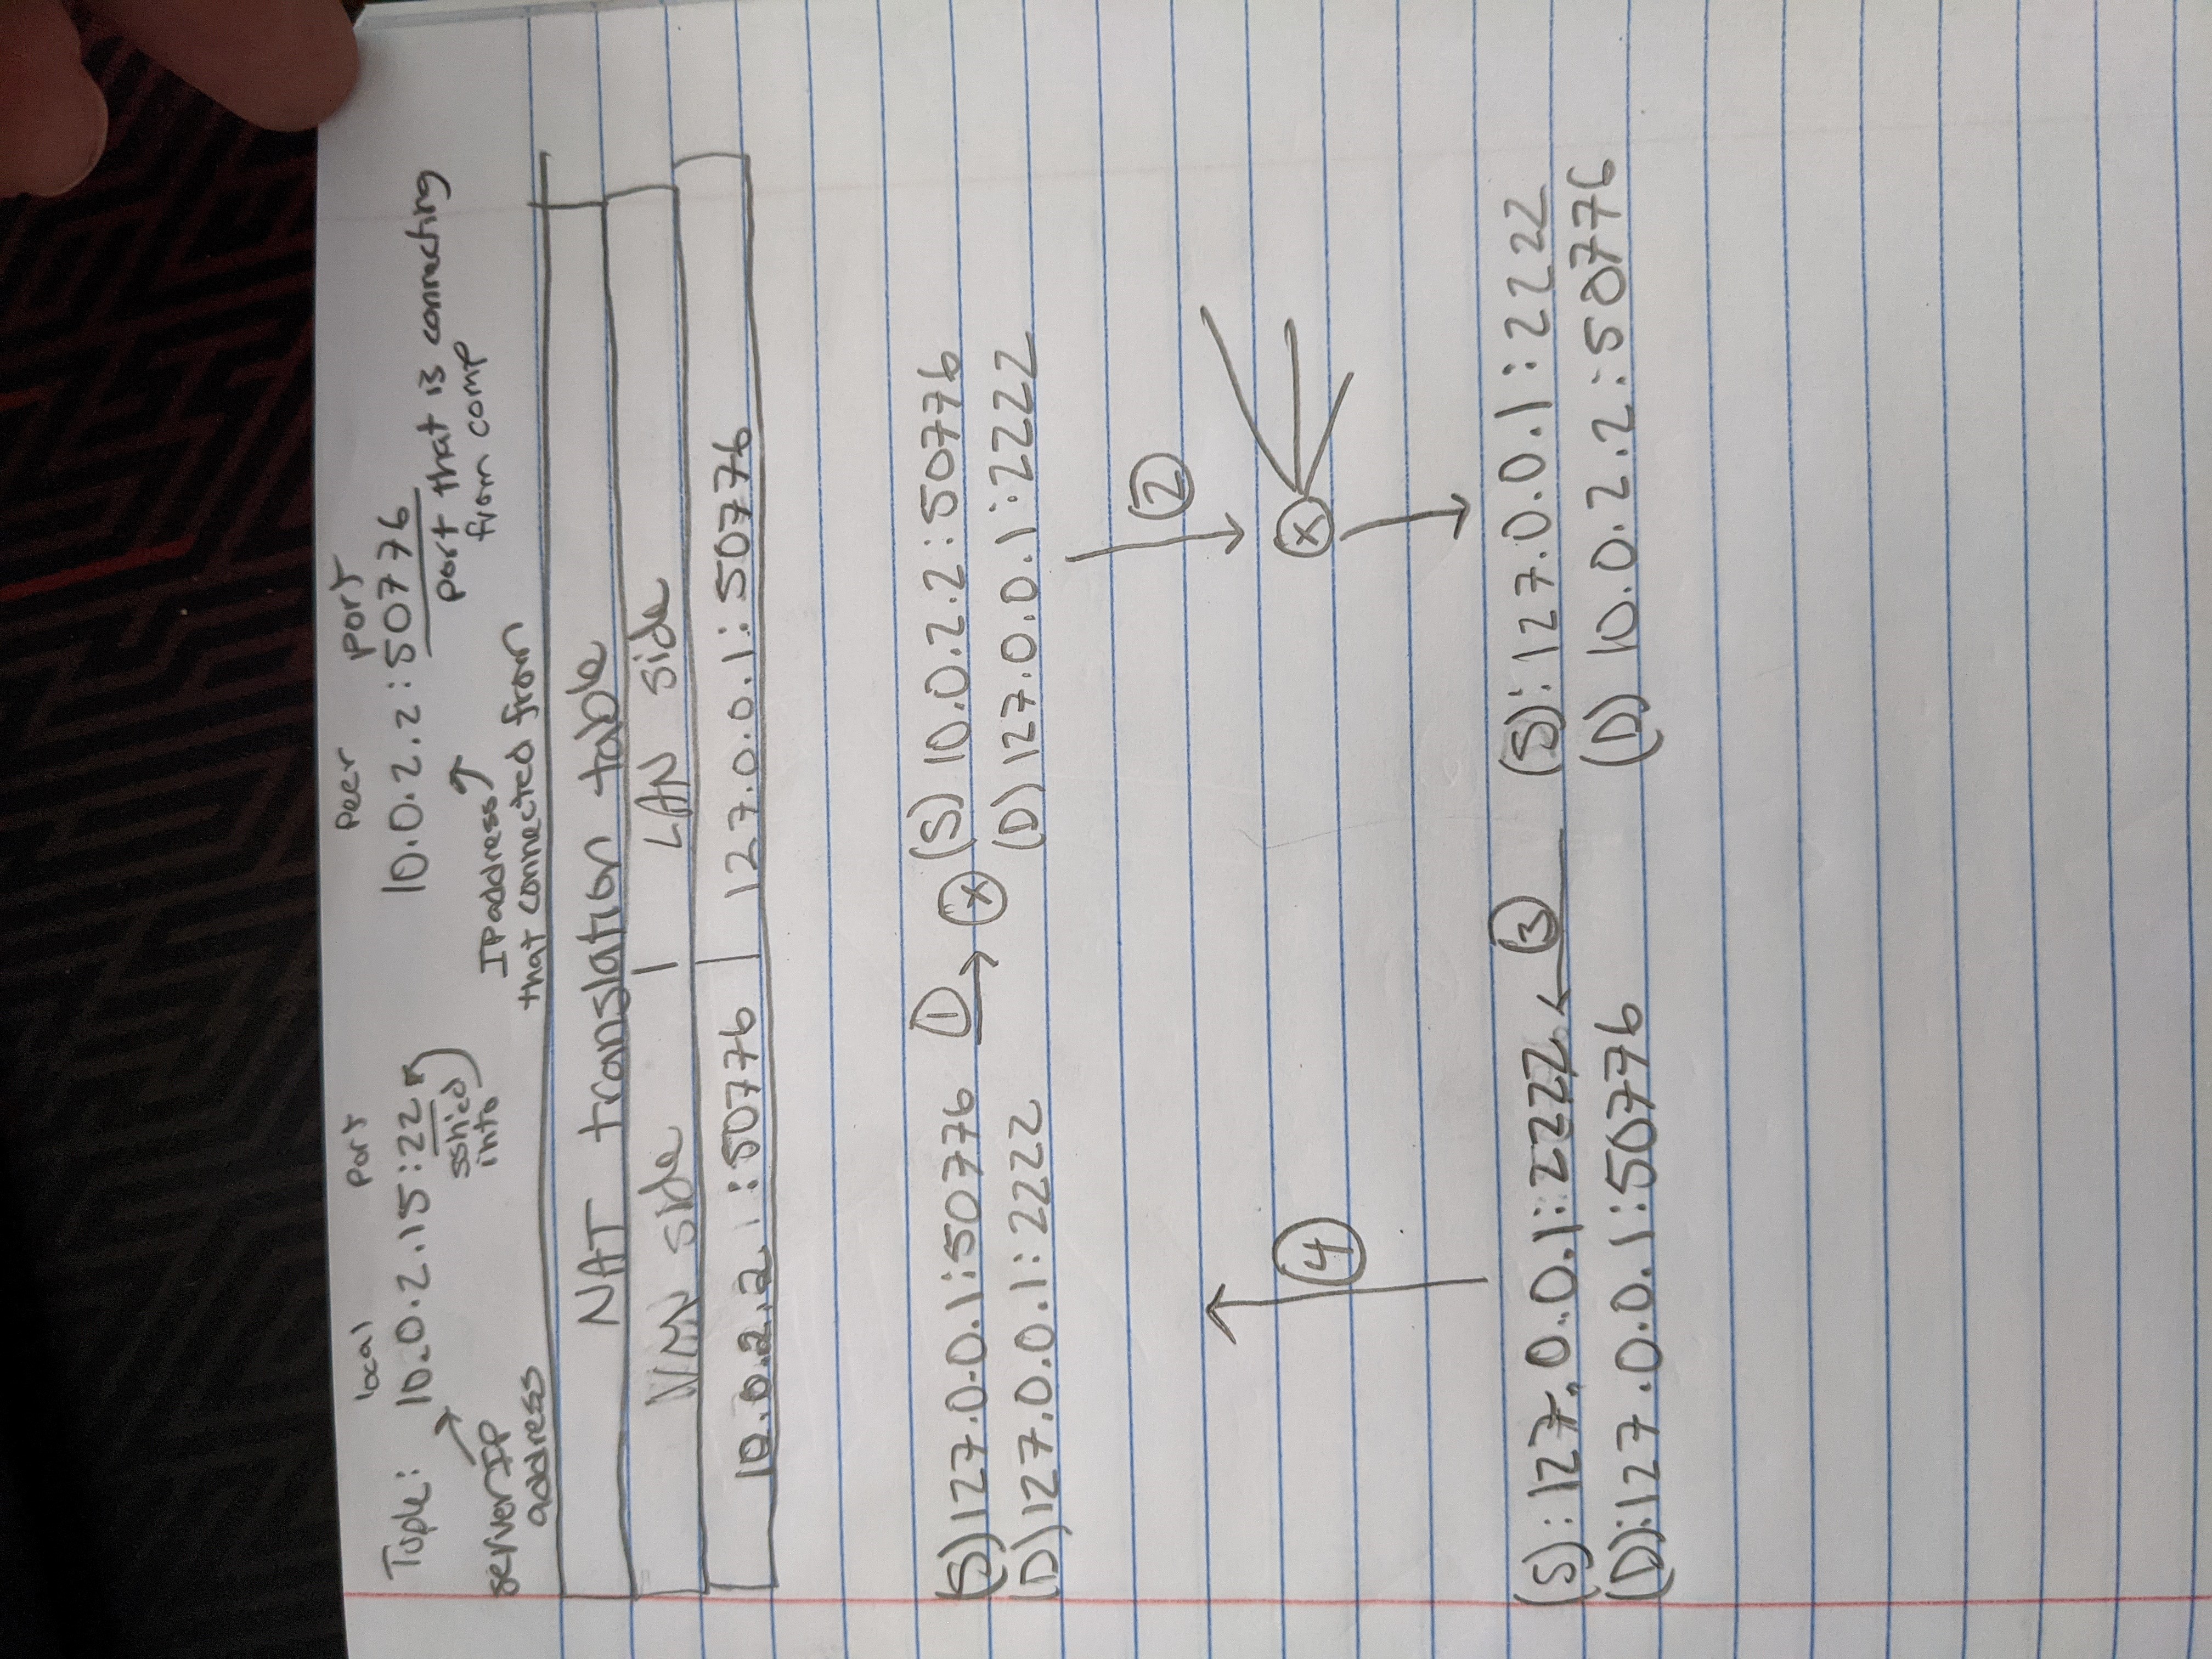 local port peer port
Tuple: 10.0.2.15:22 10.0.2.2:50776
server IP address
sshied into
IP address that connected from
port that is connecting from comp
NAT translation table
side | LAN side
10.0.2.2.1:50776 | 127.0.0.1:50776
(S) 127.0.0.1:50776 ① (X) (S) 10.0.2.2:50776
(D) 127.0.0.1:2222 (D) 127.0.0.1:2222
②
(X)
④
(S): 127.0.0.1:2222 ③ (S): 127.0.0.1:2222
(D): 127.0.0.1:50776 (D) 10.0.2.2:50776